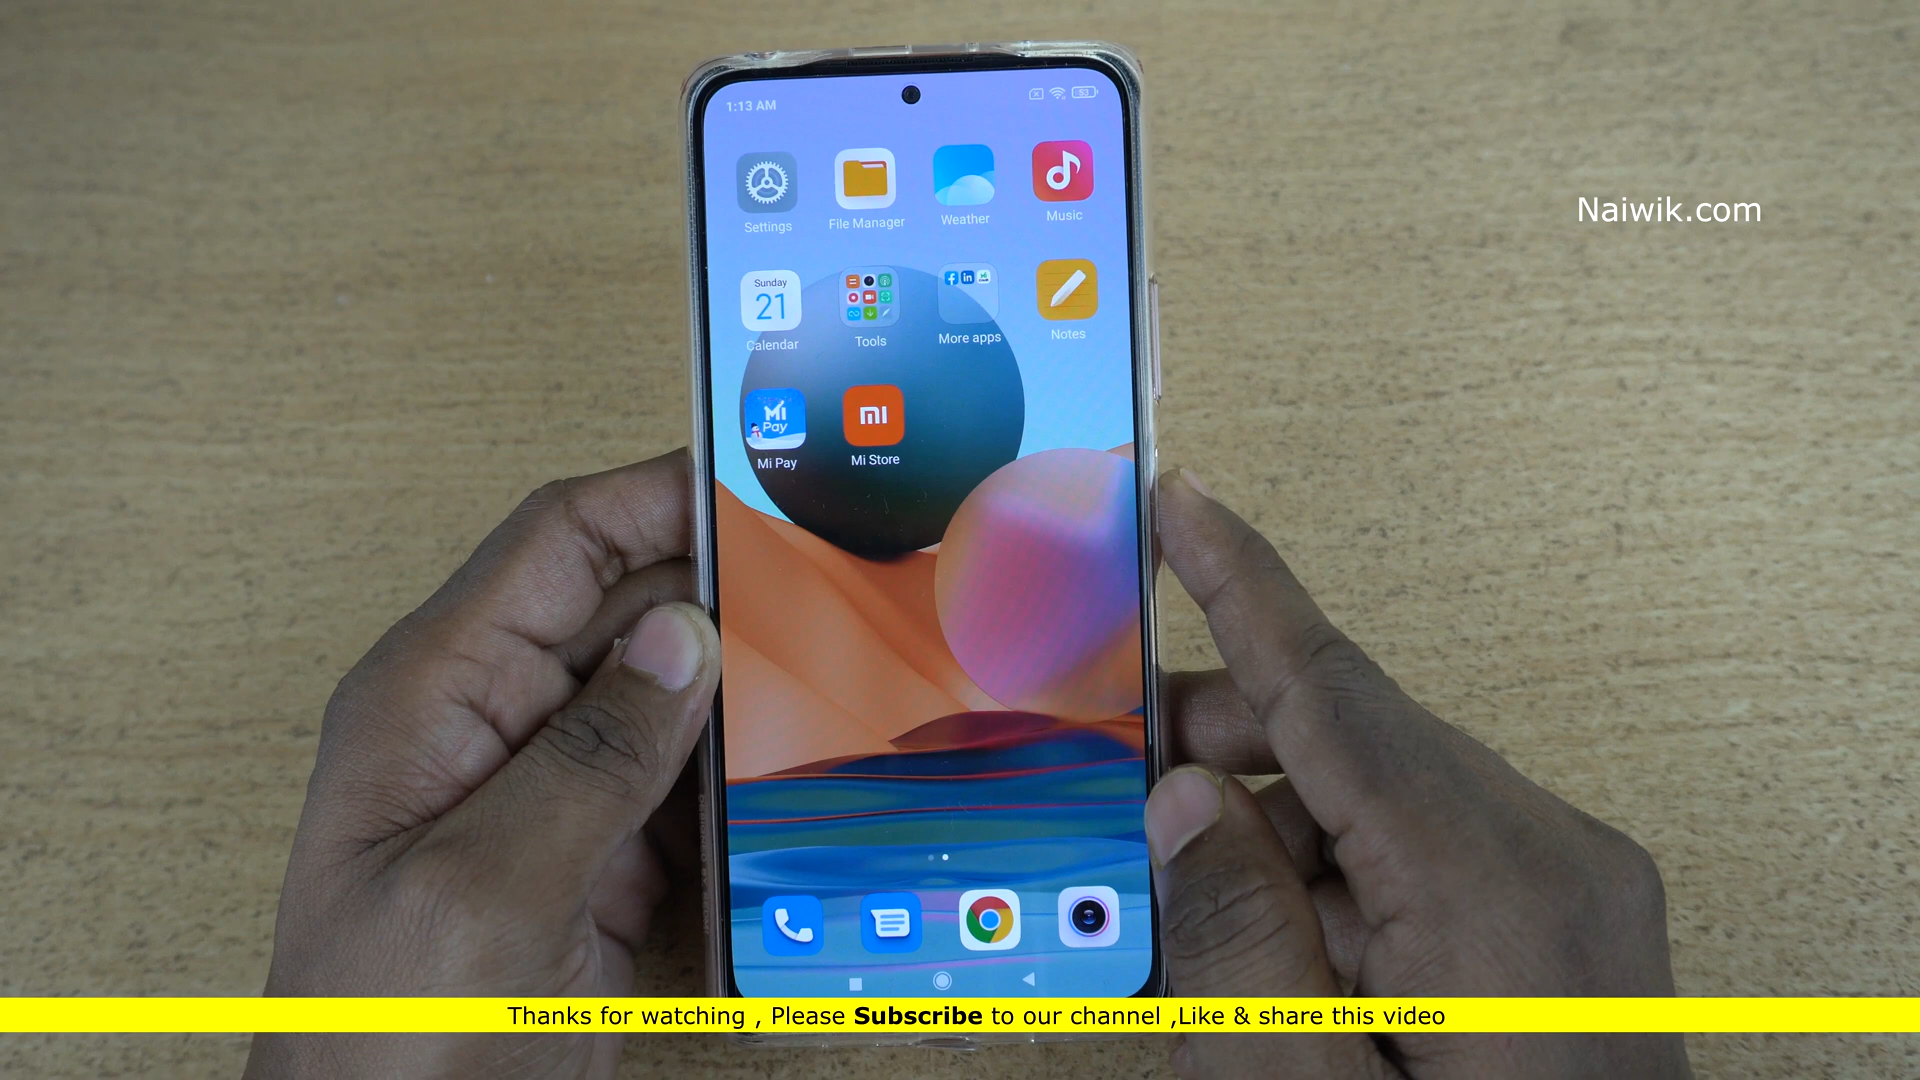 1:13 AM
53
Naiwik.com
Settings
File Manager
Weather
Music
Sunday
21
Calendar
Tools
More apps
Notes
Mi
Pay
Mi Pay
mi
Mi Store
Thanks for watching , Please Subscribe to our channel ,Like & share this video